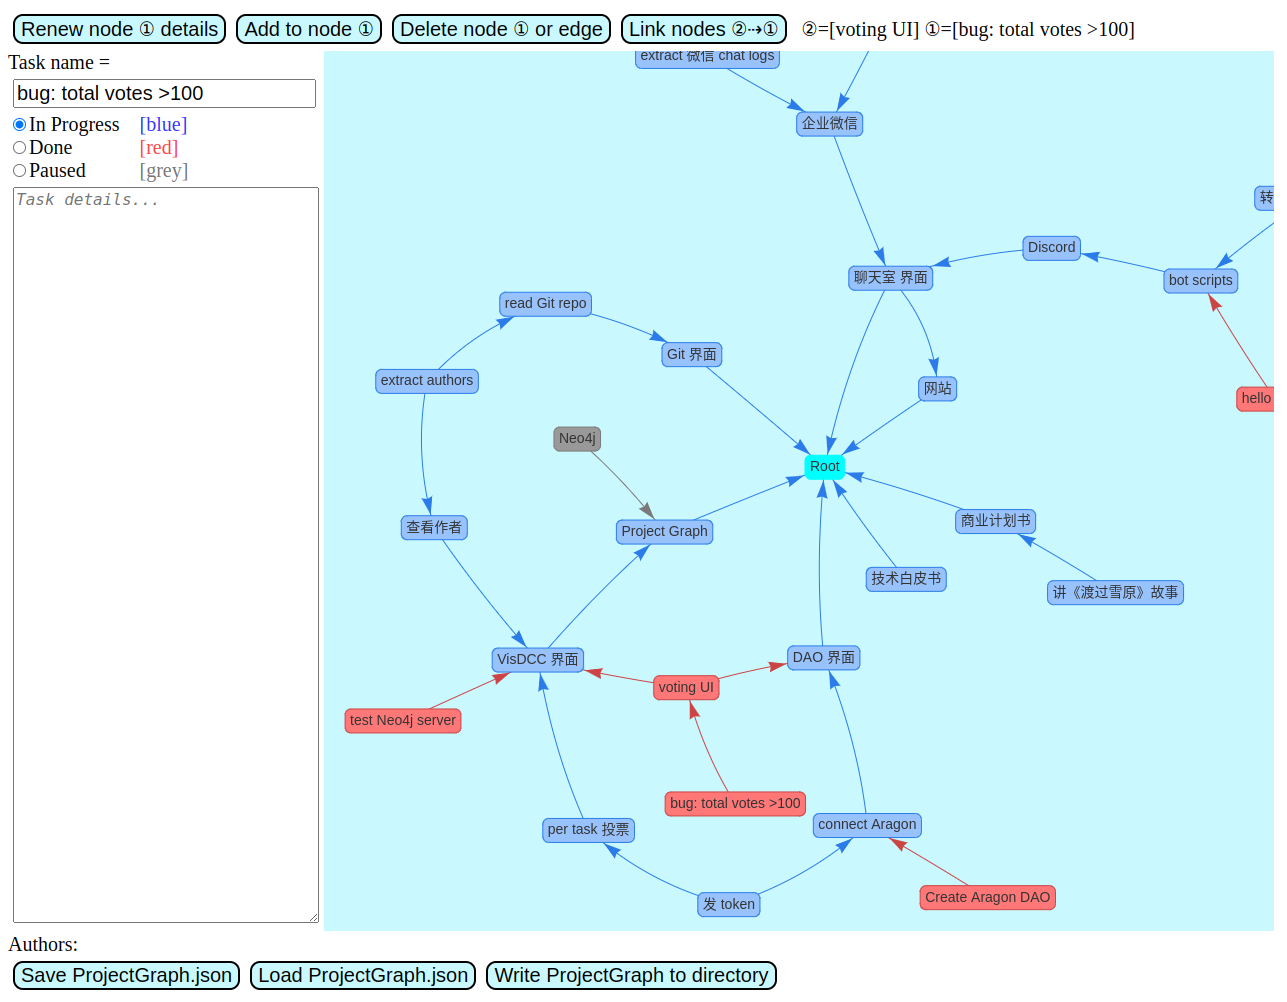 Renew node ① details Add to node ① Delete node ① or edge Link nodes ②⇢① ②=[voting UI] ①=[bug: total votes >100]
Task name =
bug: total votes >100
In Progress [blue]
Done [red]
Paused [grey]
Task details...
extract 微信 chat logs
企业微信
转
Discord
聊天室 界面
bot scripts
read Git repo
Git 界面
extract authors
网站
hello
Neo4j
Root
商业计划书
查看作者
Project Graph
技术白皮书
讲《渡过雪原》故事
VisDCC 界面
DAO 界面
voting UI
test Neo4j server
bug: total votes >100
per task 投票
connect Aragon
发 token
Create Aragon DAO
Authors:
Save ProjectGraph.json Load ProjectGraph.json Write ProjectGraph to directory